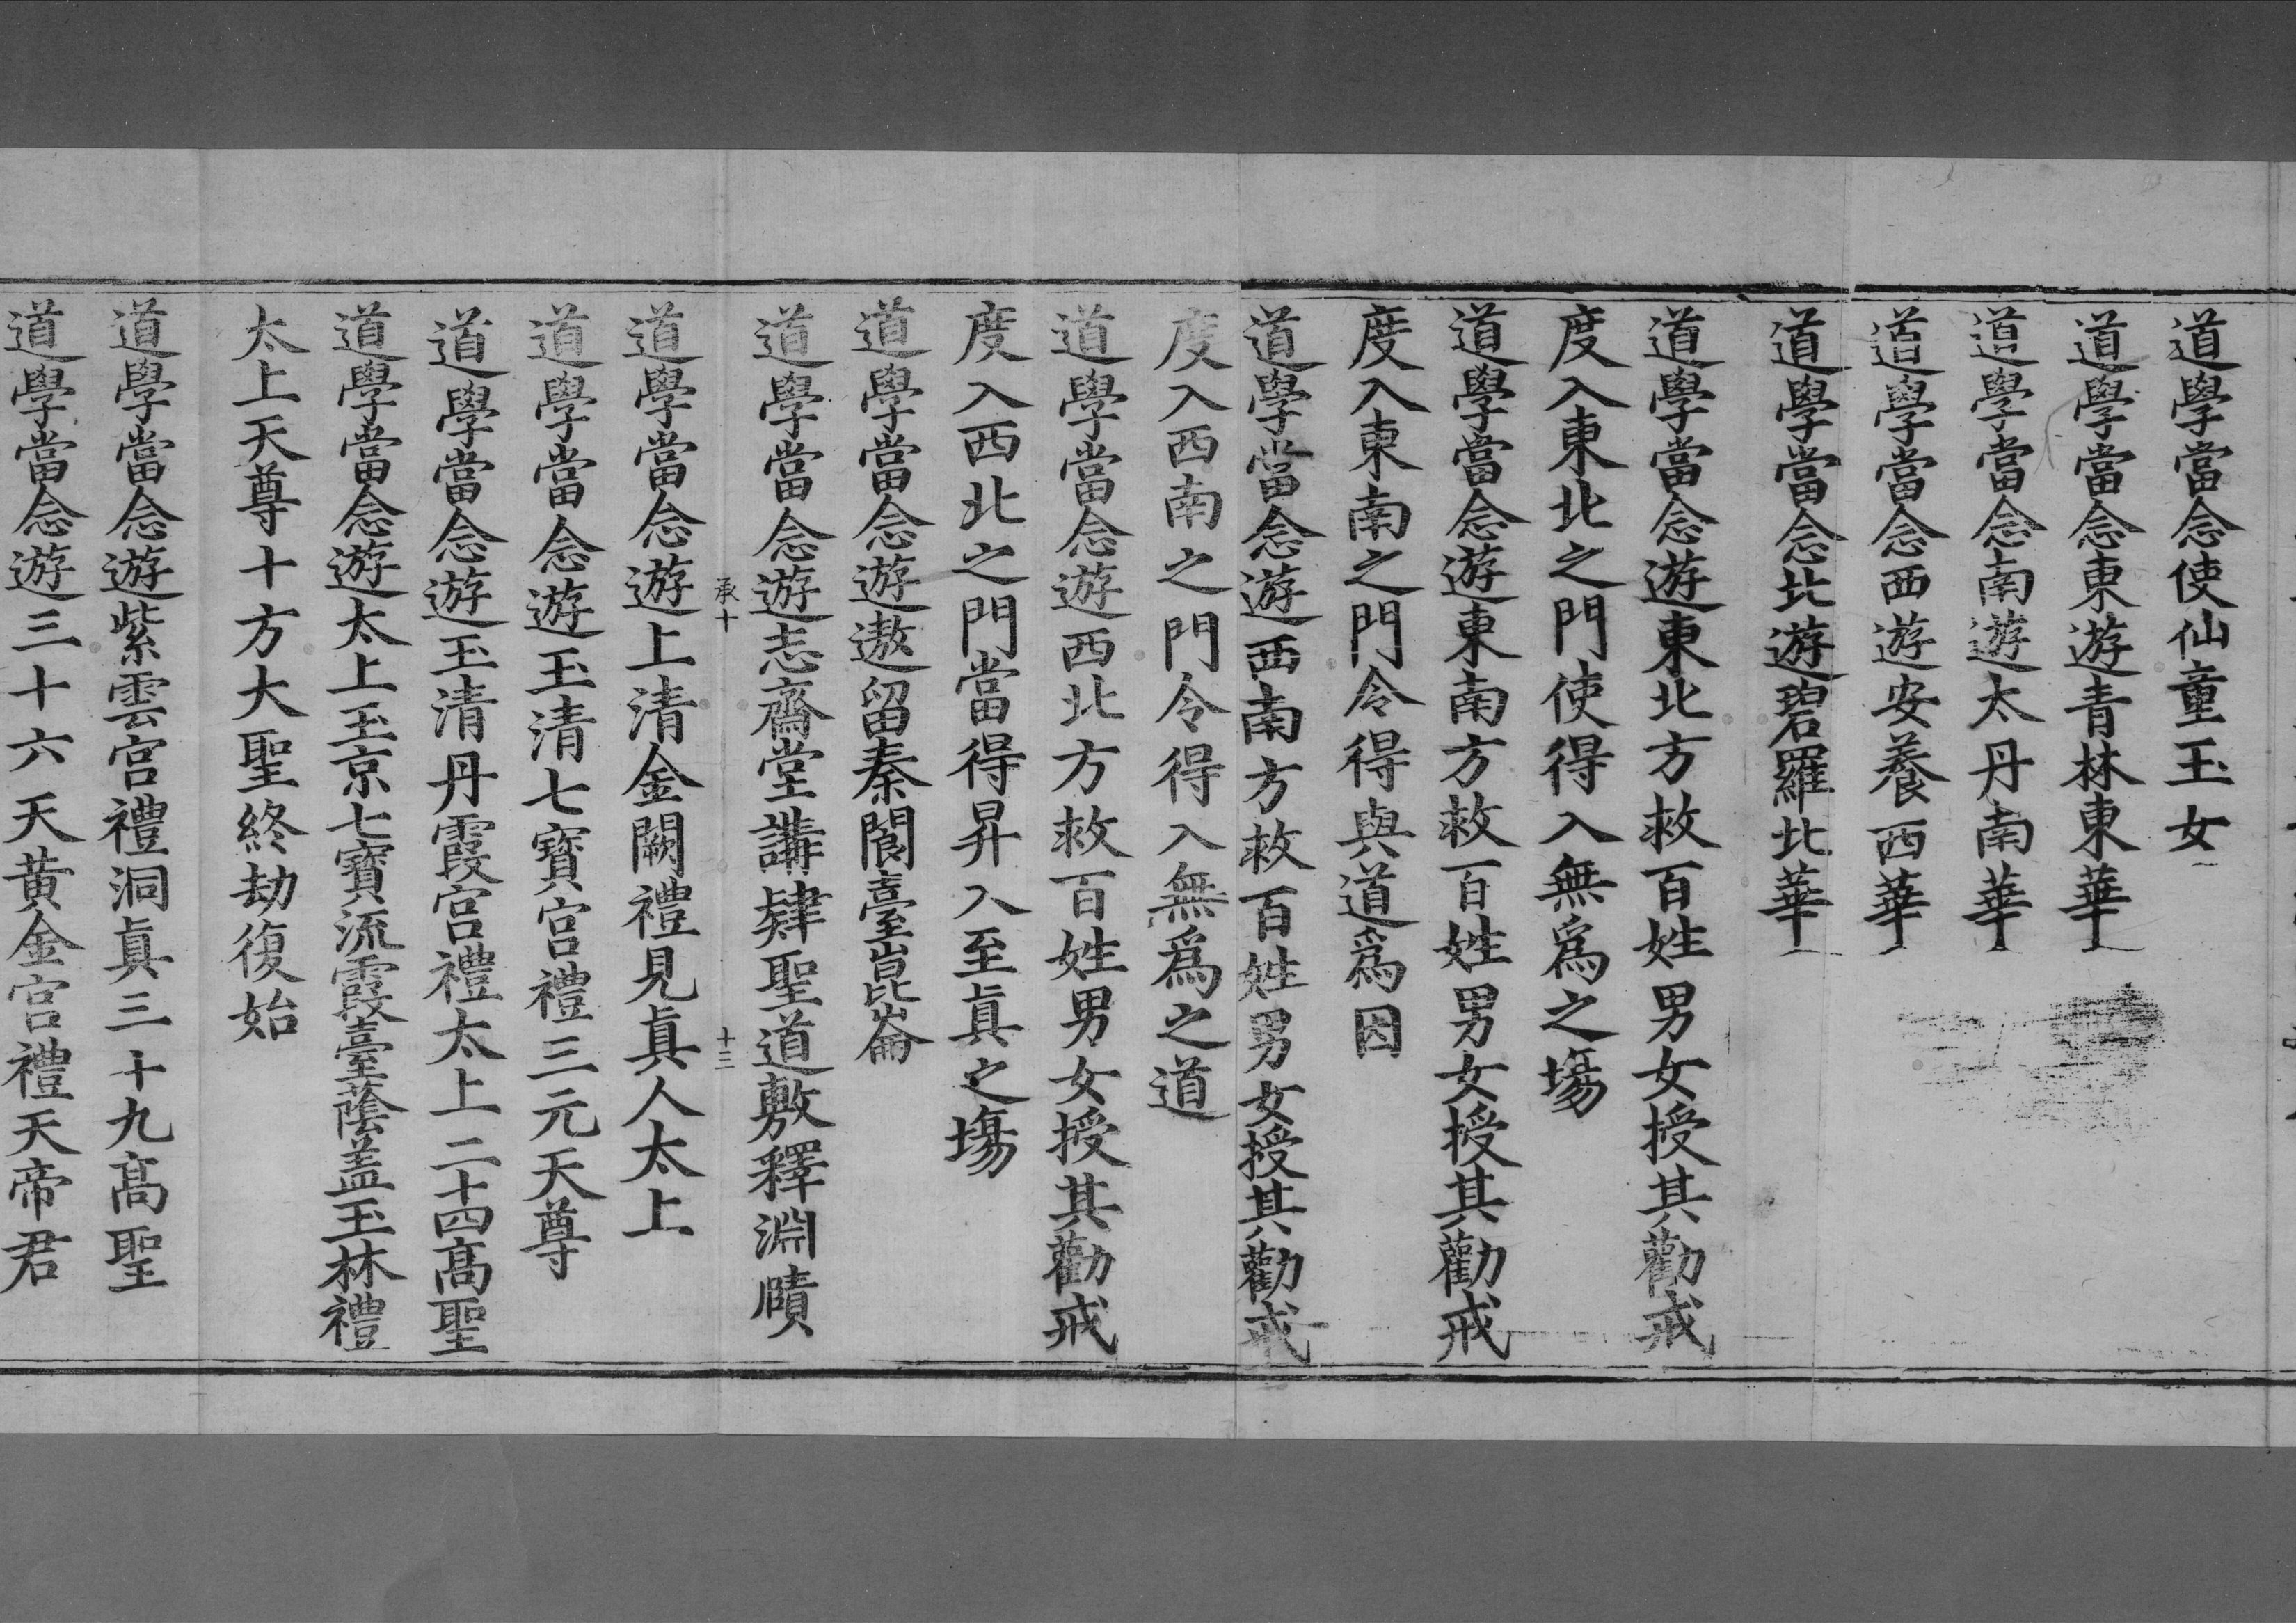 道學當念使仙童玉女
道學當念東遊青林東華
道學當念南遊太丹南華
道學當念西遊安養西華
道學當念北遊碧羅北華
道學當念遊東北方救百姓男女授其勸戒
度入東北之門使得入無爲之塲
道學當念遊東南方救百姓男女授其勸戒
度入東南之門令得與道爲因
道學當念遊西南方救百姓男女授其勸戒
度入西南之門令得入無爲之道
道學當念遊西北方救百姓男女授其勸戒
度入西北之門當得昇入至眞之塲
道學當念遊遨留秦閬臺崑崙
道學當念遊志齋堂講肄聖道敷釋淵賾
承十 十三
道學當念遊上清金闕禮見眞人太上
道學當念遊玉清七寳宮禮三元天尊
道學當念遊玉清丹霞宮禮太上二十四髙聖
道學當念遊太上玉京七寳流霞臺蔭盖玉林禮
太上天尊十方大聖終劫復始
道學當念遊紫雲宮禮洞眞三十九髙聖
道學當念遊三十六天黄金宮禮天帝君